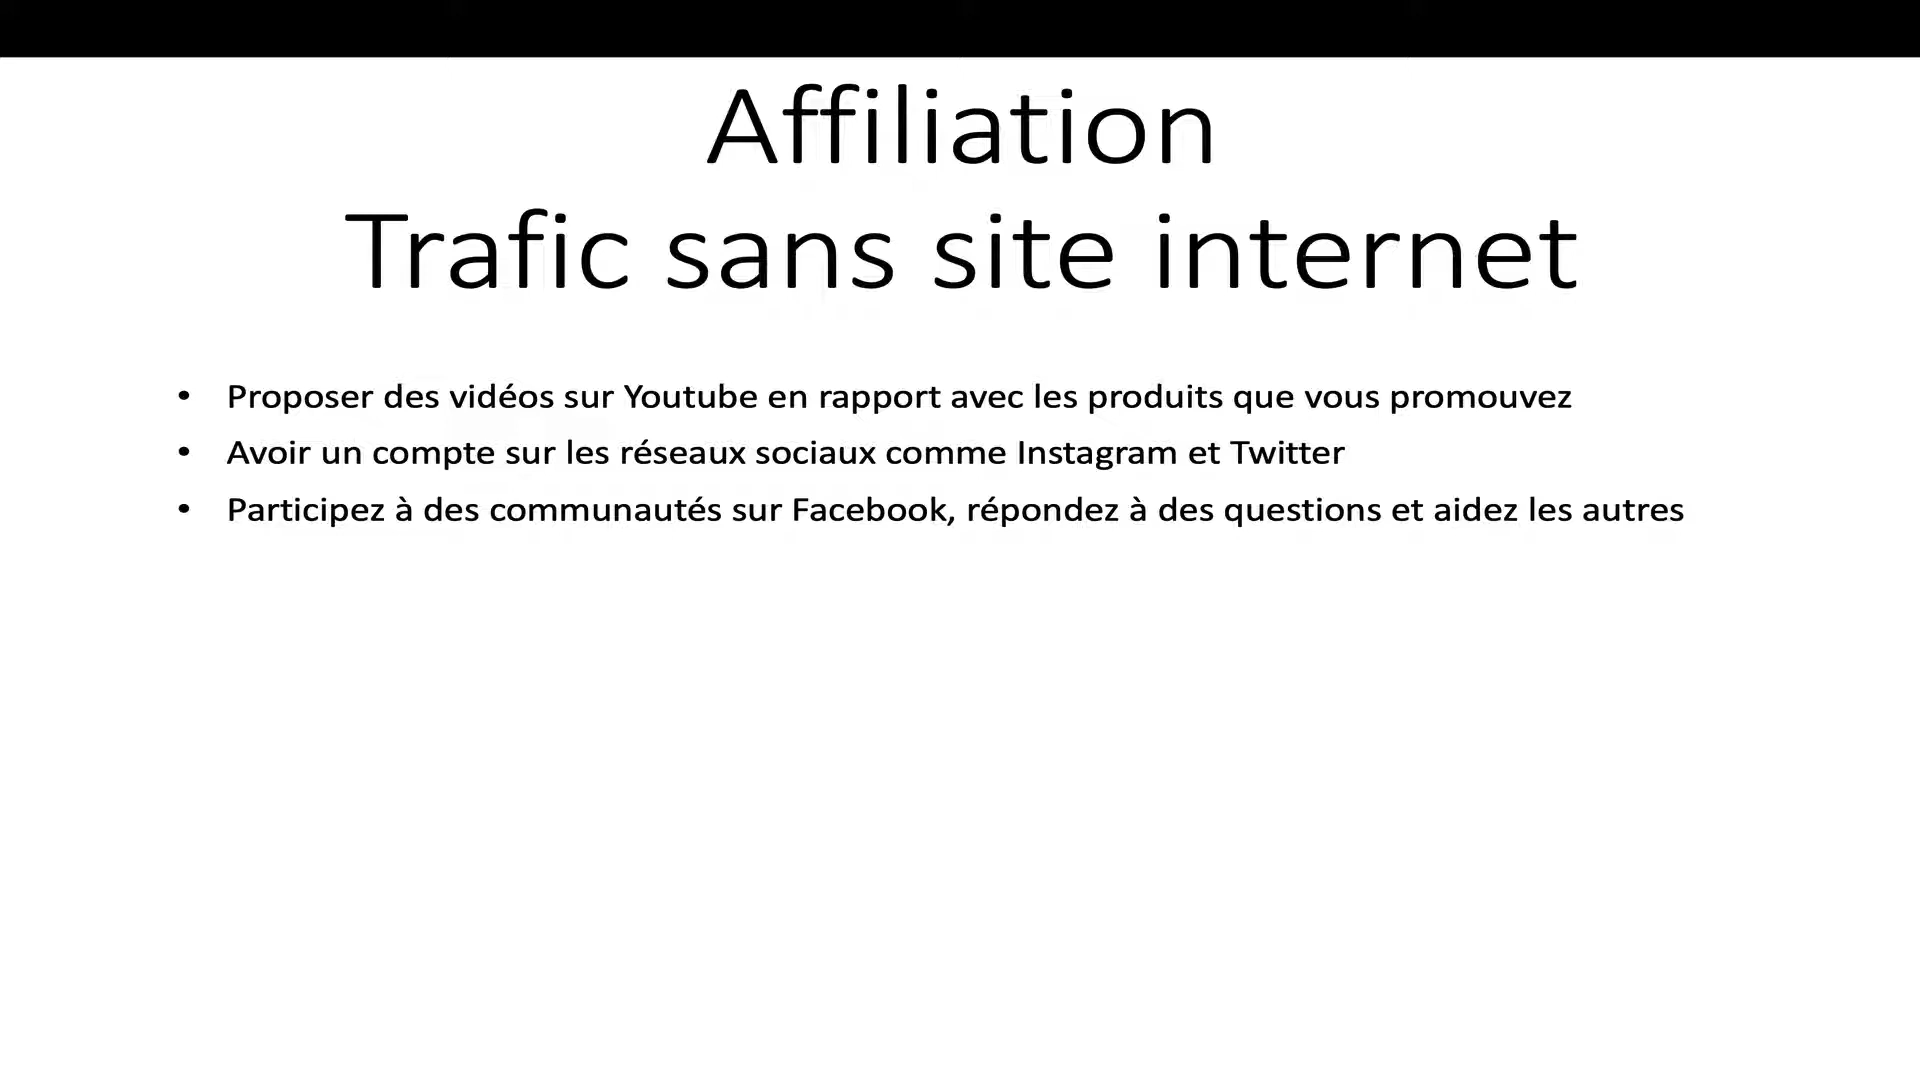 Affiliation
Trafic sans site internet
• Proposer des vidéos sur Youtube en rapport avec les produits que vous promouvez
• Avoir un compte sur les réseaux sociaux comme Instagram et Twitter
• Participez à des communautés sur Facebook, répondez à des questions et aidez les autres